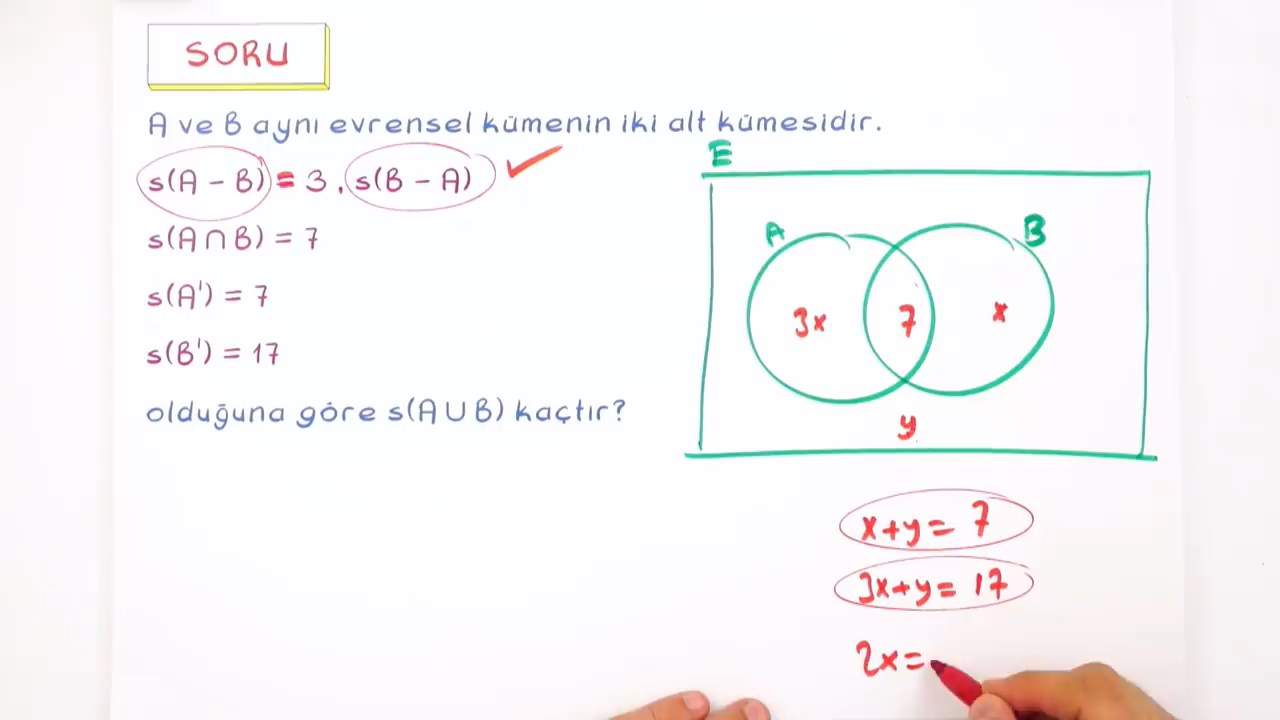 SORU
A ve B aynı evrensel kümenin iki alt kümesidir.
s(A - B) = 3 . s(B - A)
s(A ∩ B) = 7
s(A') = 7
s(B') = 17
olduğuna göre s(A ∪ B) kaçtır?
E
A
B
3x
7
x
y
x+y= 7
3x+y= 17
2x=